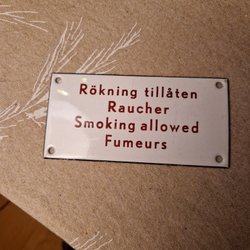 Rökning tillåten
Raucher
Smoking allowed
Fumeurs